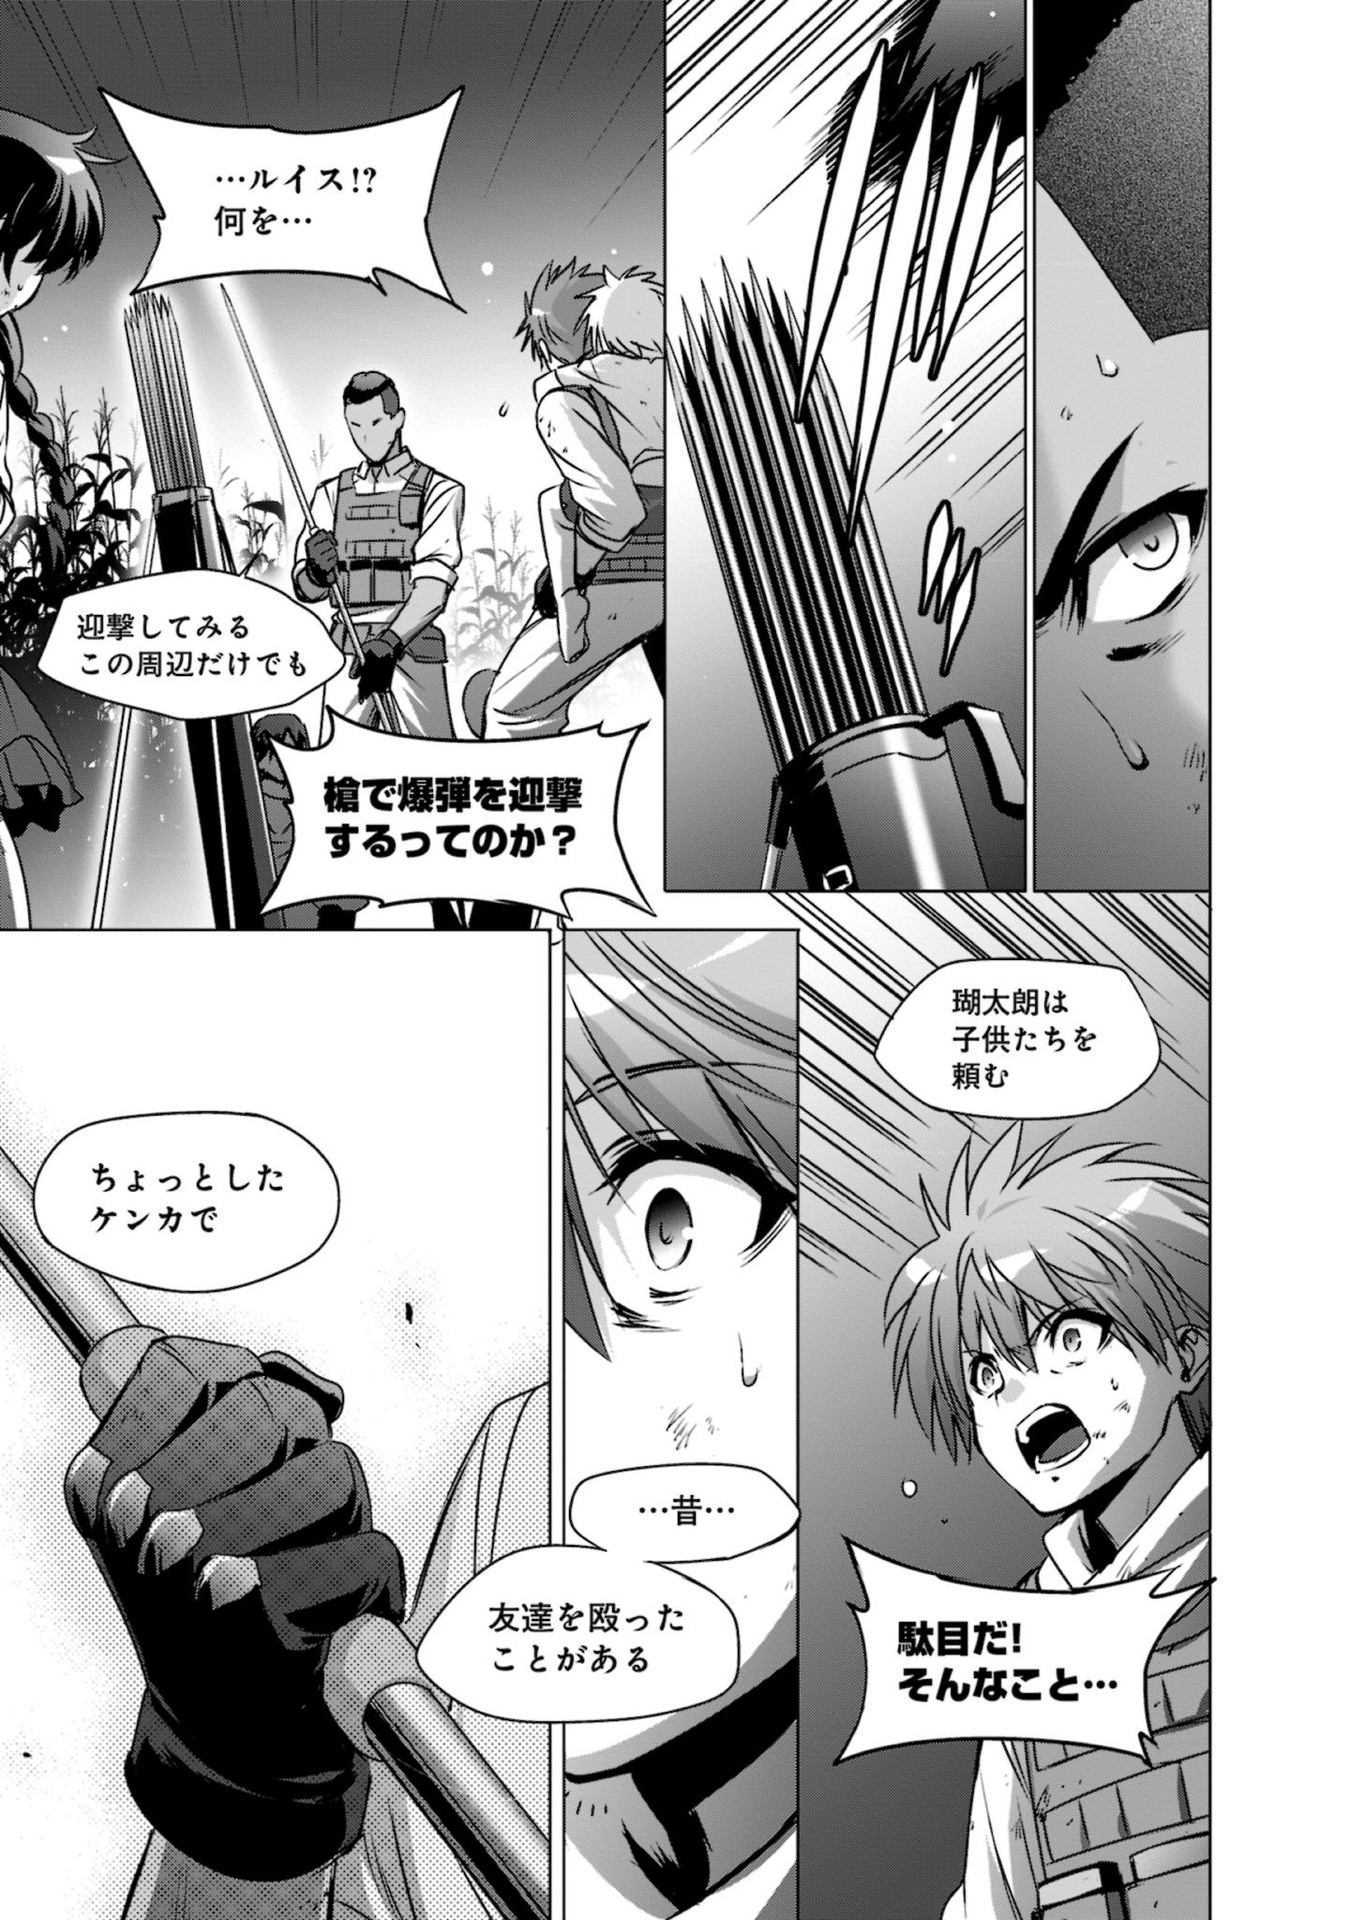 …ルイス!?
何を…
迎撃してみる
この周辺だけでも
槍で爆弾を迎撃
するってのか？
瑚太朗は
子供たちを
頼む
駄目だ!
そんなこと…
…昔…
友達を殴った
ことがある
ちょっとした
ケンカで